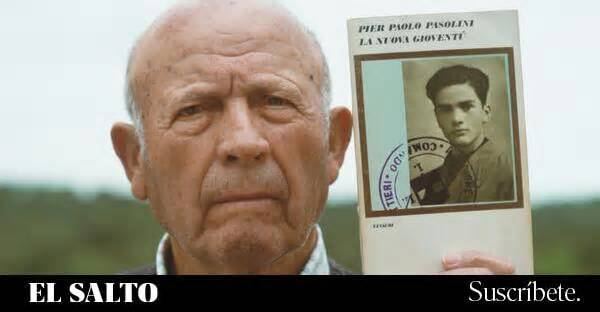 PIER PAOLO PASOLINI
LA NUOVA GIOVENTÙ
EL SALTO
Suscríbete.